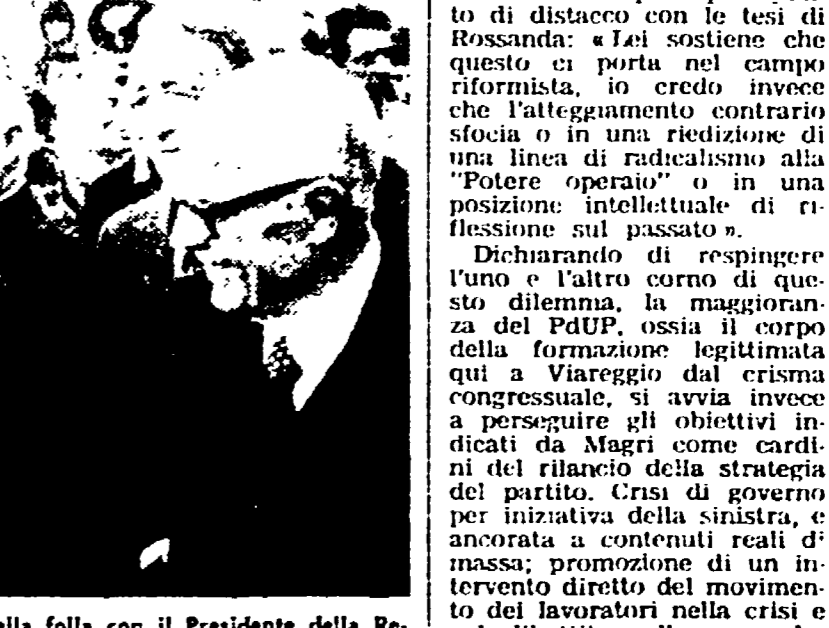 to di distacco con le tesi di
Rossanda: « Lei sostiene che
questo ci porta nel campo
riformista, io credo invece
che l'atteggiamento contrario
sfocia o in una riedizione di
una linea di radicalismo alla
"Potere operaio" o in una
posizione intellettuale di ri-
flessione sul passato ».
Dichiarando di respingere
l'uno e l'altro corno di que-
sto dilemma, la maggioran-
za del PdUP, ossia il corpo
della formazione legittimata
qui a Viareggio dal crisma
congressuale, si avvia invece
a perseguire gli obiettivi in-
dicati da Magri come cardi-
ni del rilancio della strategia
del partito. Crisi di governo
per iniziativa della sinistra, e
ancorata a contenuti reali di
massa; promozione di un in-
tervento diretto del movimen-
to dei lavoratori nella crisi e
folla con il Presidente della Re-